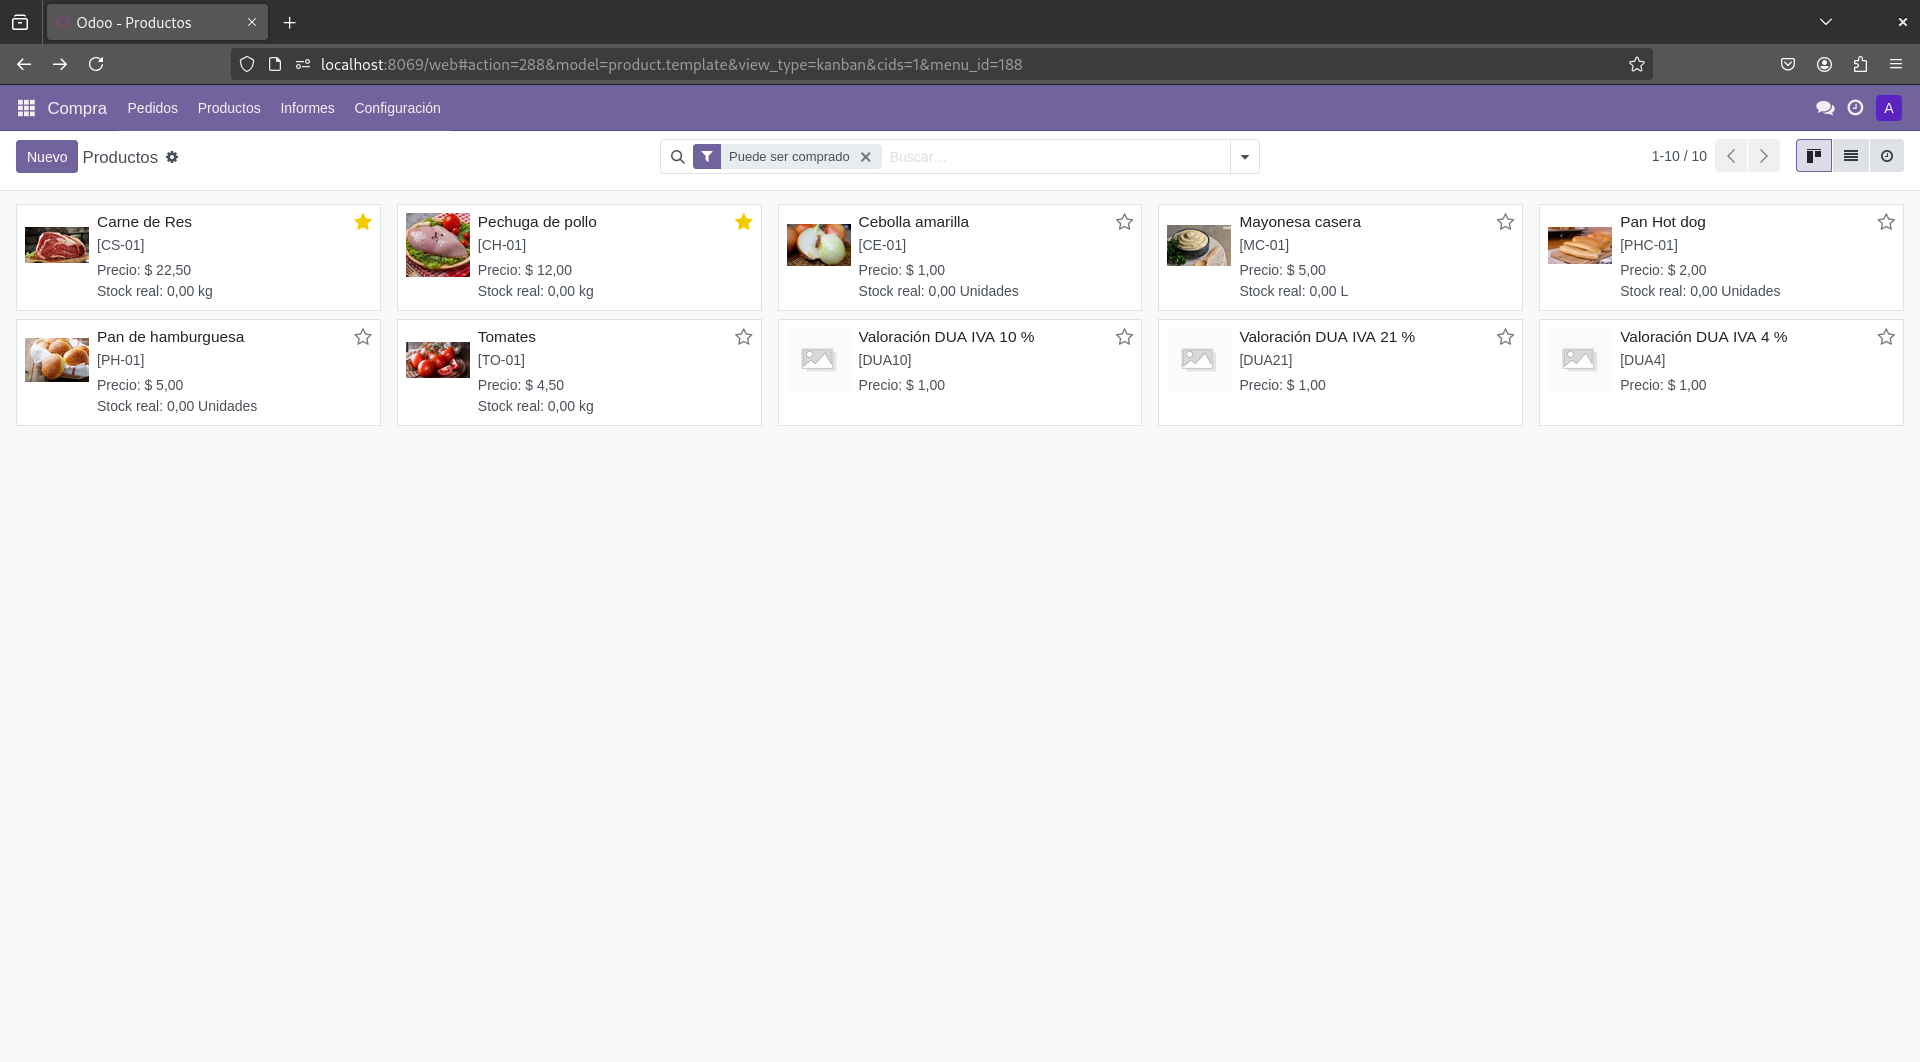 Odoo - Productos
localhost:8069/web#action=288&model=product.template&view_type=kanban&cids=1&menu_id=188
Compra Pedidos Productos Informes Configuración A
Nuevo Productos Puede ser comprado Buscar... 1-10 / 10
Carne de Res
[CS-01]
Precio: $ 22,50
Stock real: 0,00 kg
Pechuga de pollo
[CH-01]
Precio: $ 12,00
Stock real: 0,00 kg
Cebolla amarilla
[CE-01]
Precio: $ 1,00
Stock real: 0,00 Unidades
Mayonesa casera
[MC-01]
Precio: $ 5,00
Stock real: 0,00 L
Pan Hot dog
[PHC-01]
Precio: $ 2,00
Stock real: 0,00 Unidades
Pan de hamburguesa
[PH-01]
Precio: $ 5,00
Stock real: 0,00 Unidades
Tomates
[TO-01]
Precio: $ 4,50
Stock real: 0,00 kg
Valoración DUA IVA 10 %
[DUA10]
Precio: $ 1,00
Valoración DUA IVA 21 %
[DUA21]
Precio: $ 1,00
Valoración DUA IVA 4 %
[DUA4]
Precio: $ 1,00